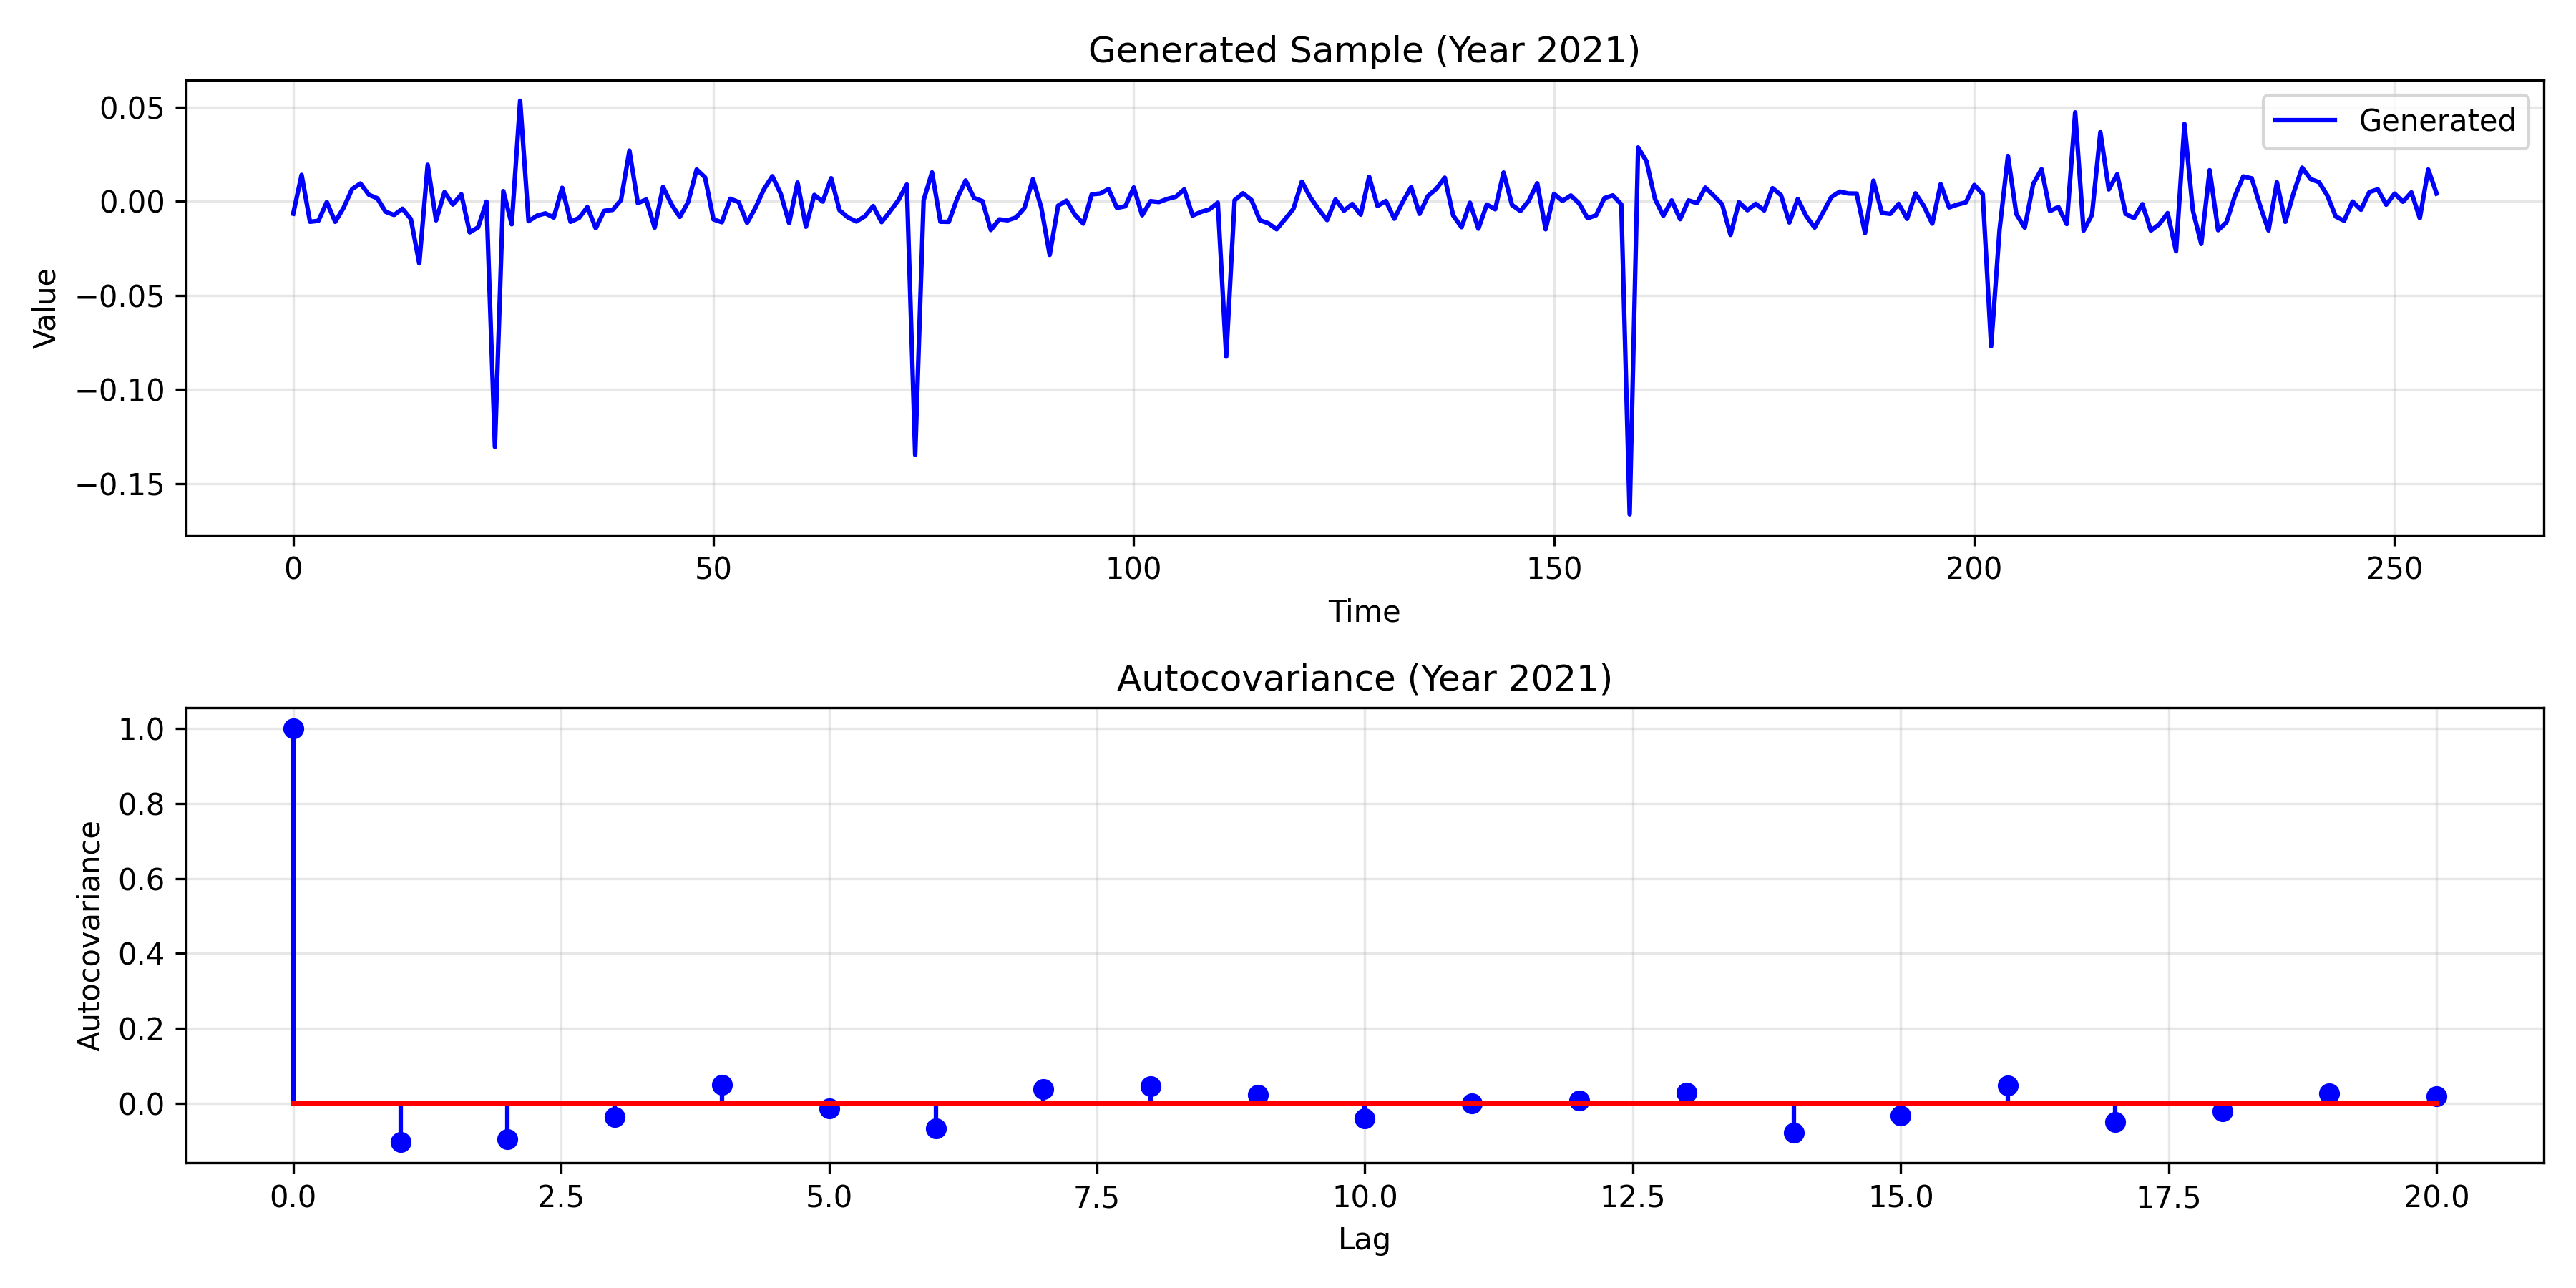 Generated Sample (Year 2021)
Generated
Value
0.05
0.00
−0.05
−0.10
−0.15
0 50 100 150 200 250
Time
Autocovariance (Year 2021)
Autocovariance
1.0
0.8
0.6
0.4
0.2
0.0
0.0 2.5 5.0 7.5 10.0 12.5 15.0 17.5 20.0
Lag